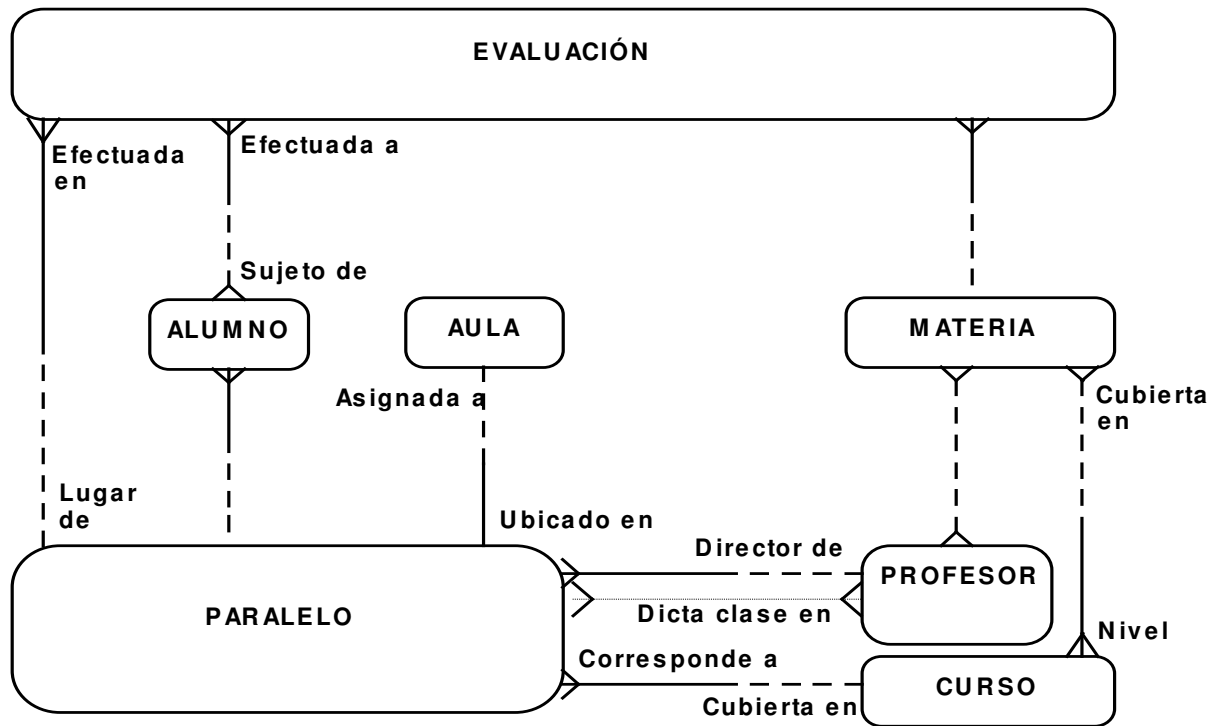 EVALUACIÓN
Efectuada
en
Efectuada a
Sujeto de
ALUMNO
AULA
MATERIA
Asignada a
Cubierta
en
Lugar
de
Ubicado en
Director de
PROFESOR
PARALELO
Dicta clase en
Nivel
Corresponde a
CURSO
Cubierta en